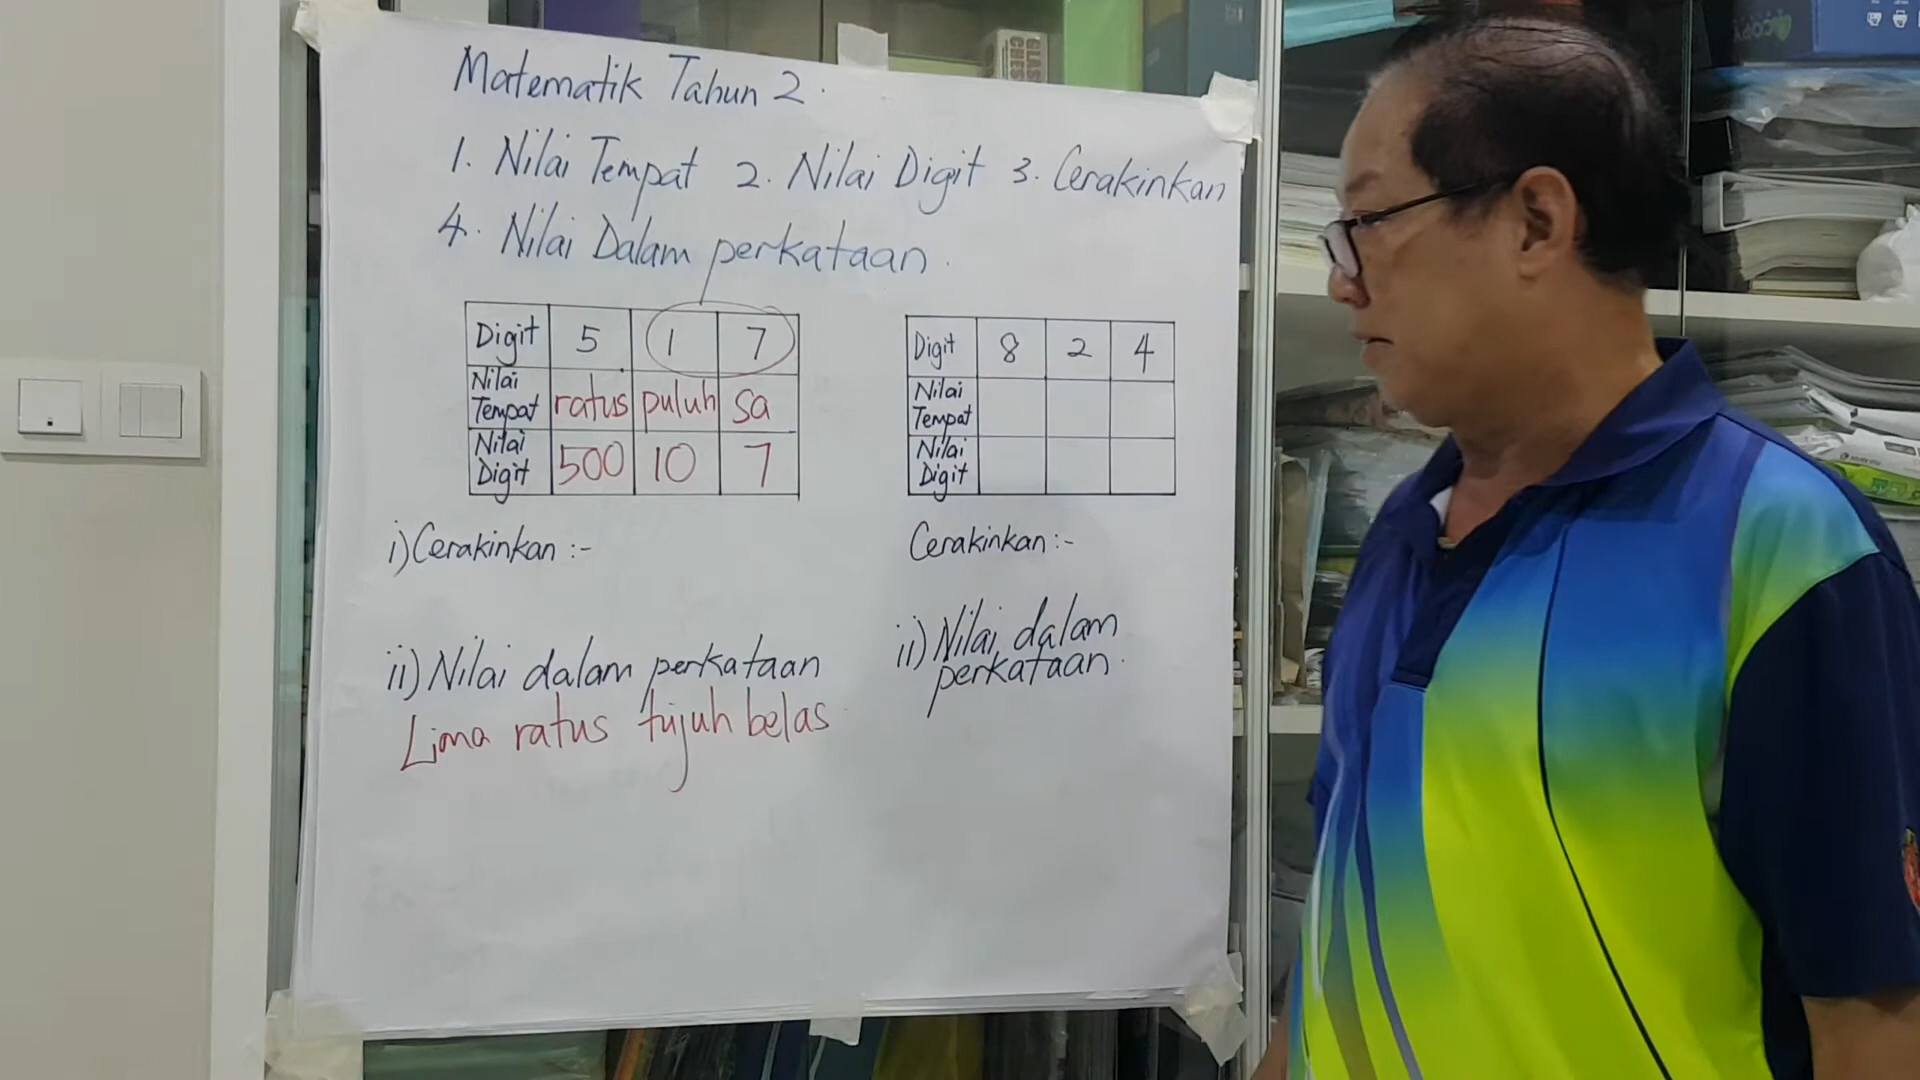 Matematik Tahun 2.
1. Nilai Tempat 2. Nilai Digit 3. Cerakinkan
4. Nilai Dalam perkataan.
Digit 5 1 7
Nilai Tempat ratus puluh sa
Nilai Digit 500 10 7
i) Cerakinkan :-
ii) Nilai dalam perkataan
Lima ratus tujuh belas
Digit 8 2 4
Nilai Tempat
Nilai Digit
Cerakinkan :-
ii) Nilai dalam
perkataan.